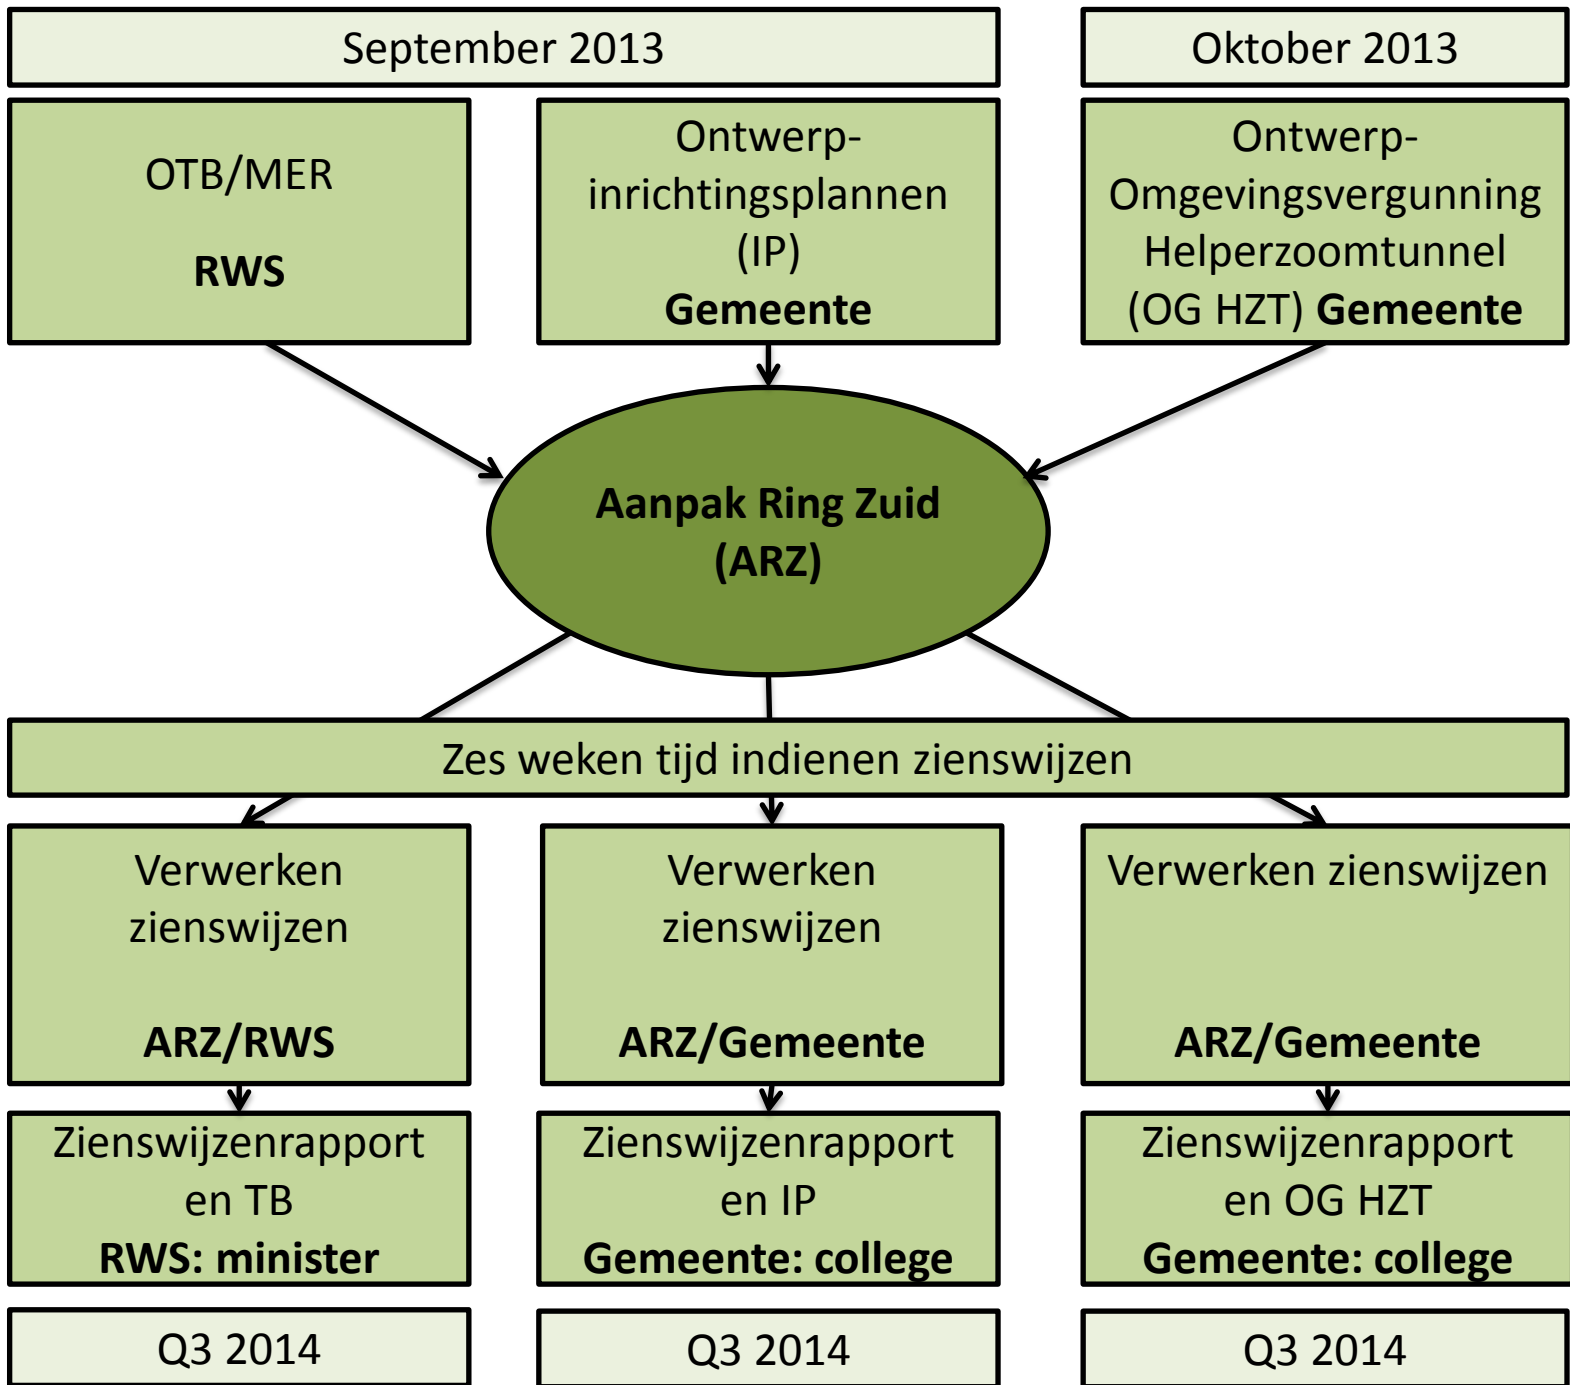 September 2013
Oktober 2013
OTB/MER
RWS
Ontwerp-
inrichtingsplannen
(IP)
Gemeente
Ontwerp-
Omgevingsvergunning
Helperzoomtunnel
(OG HZT) Gemeente
Aanpak Ring Zuid
(ARZ)
Zes weken tijd indienen zienswijzen
Verwerken
zienswijzen
ARZ/RWS
Verwerken
zienswijzen
ARZ/Gemeente
Verwerken zienswijzen
ARZ/Gemeente
Zienswijzenrapport
en TB
RWS: minister
Zienswijzenrapport
en IP
Gemeente: college
Zienswijzenrapport
en OG HZT
Gemeente: college
Q3 2014
Q3 2014
Q3 2014